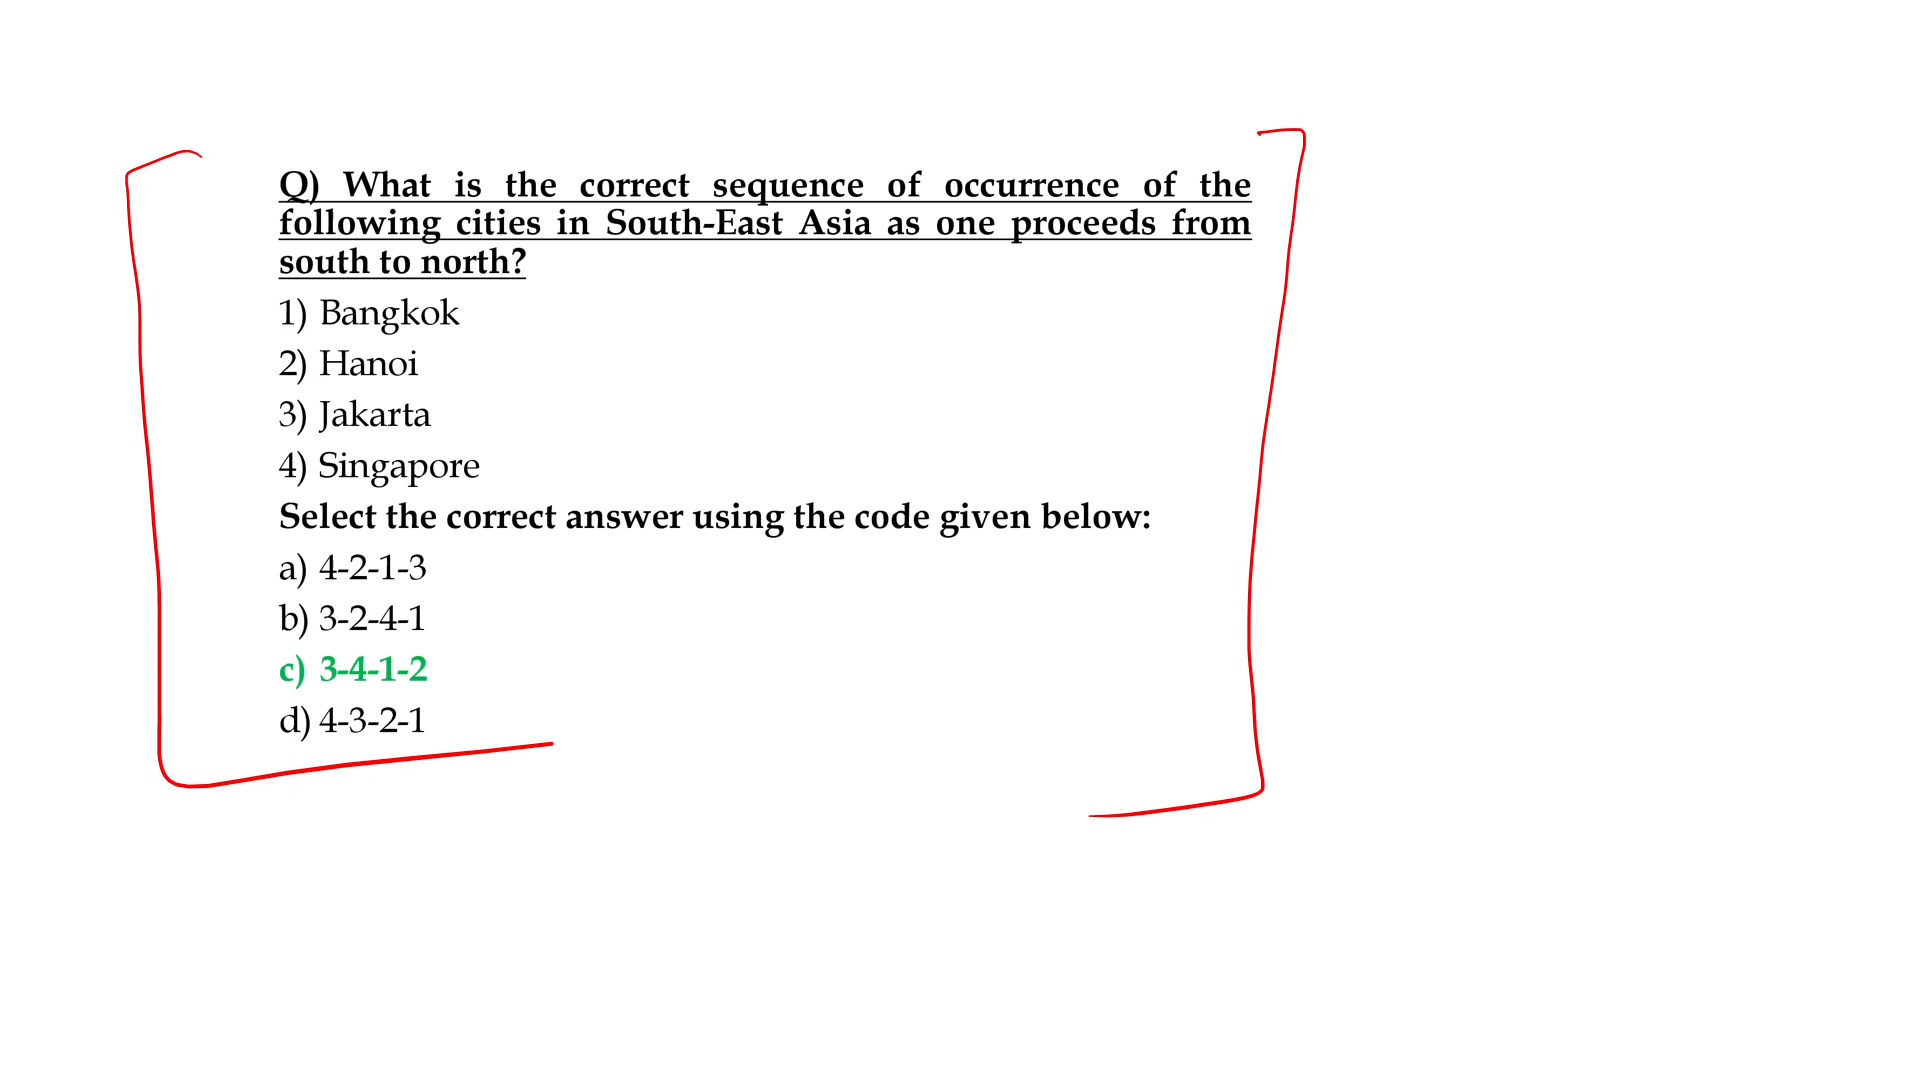 Q) What is the correct sequence of occurrence of the
following cities in South-East Asia as one proceeds from
south to north?
1) Bangkok
2) Hanoi
3) Jakarta
4) Singapore
Select the correct answer using the code given below:
a) 4-2-1-3
b) 3-2-4-1
c) 3-4-1-2
d) 4-3-2-1